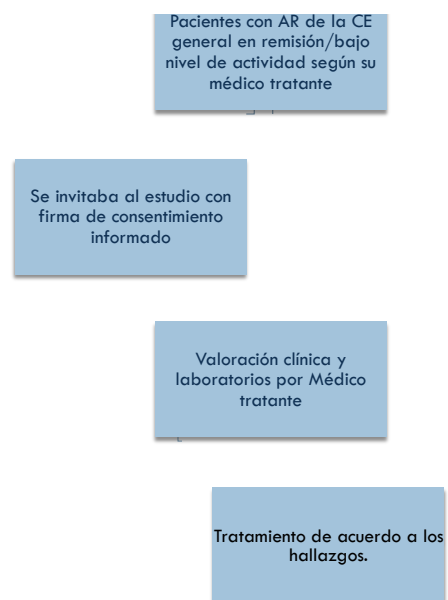 Pacientes con AR de la CE
general en remisión/bajo
nivel de actividad según su
médico tratante
Se invitaba al estudio con
firma de consentimiento
informado
Valoración clínica y
laboratorios por Médico
tratante
Tratamiento de acuerdo a los
hallazgos.